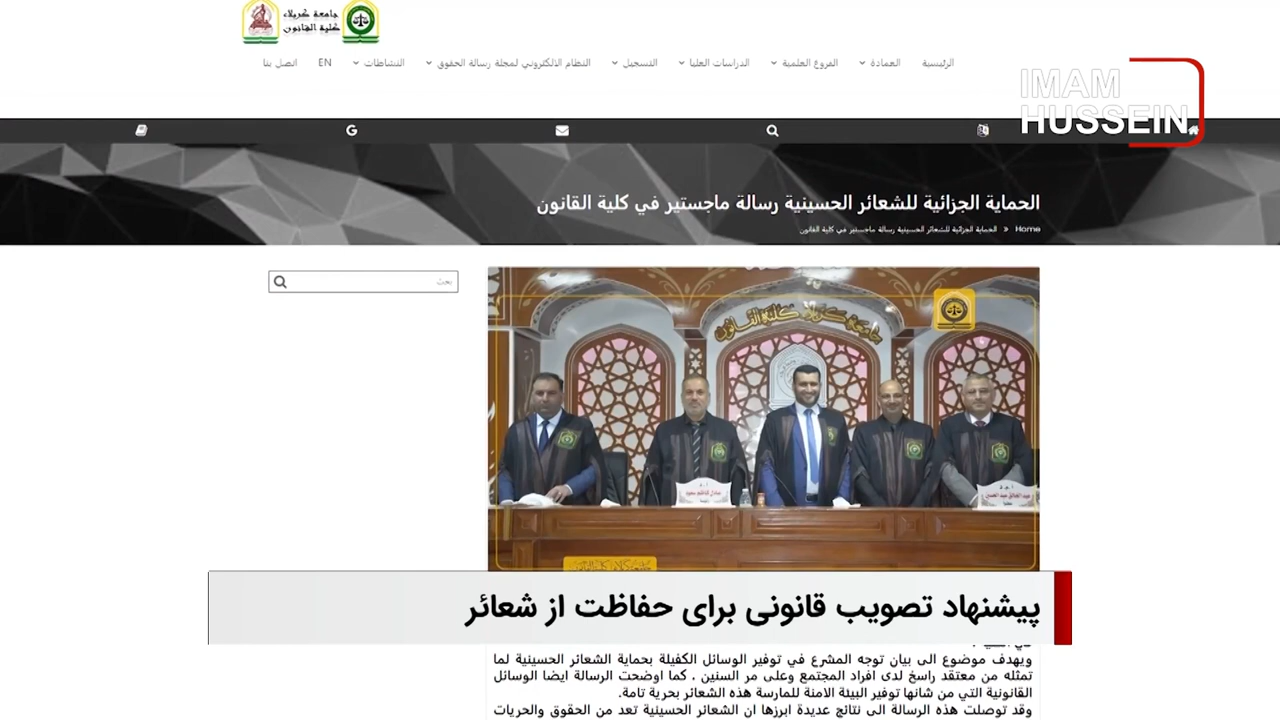 جامعة كربلاء
كلية القانون
الرئيسية العمادة الفروع العلمية الدراسات العليا التسجيل النظام الالكتروني لمجلة رسالة الحقوق النشاطات EN اتصل بنا
IMAM
HUSSEIN
الحماية الجزائية للشعائر الحسينية رسالة ماجستير في كلية القانون
Home » الحماية الجزائية للشعائر الحسينية رسالة ماجستير في كلية القانون
بحث
جامعة كربلاء كلية القانون
پیشنهاد تصویب قانونی برای حفاظت از شعائر
ويهدف موضوع الى بيان توجه المشرع في توفير الوسائل الكفيلة بحماية الشعائر الحسينية لما
تمثله من معتقد راسخ لدى افراد المجتمع وعلى مر السنين ، كما اوضحت الرسالة ايضا الوسائل
القانونية التي من شانها توفير البيئة الامنة للمارسة هذه الشعائر بحرية تامة.
وقد توصلت هذه الرسالة الى نتائج عديدة ابرزها ان الشعائر الحسينية تعد من الحقوق والحريات